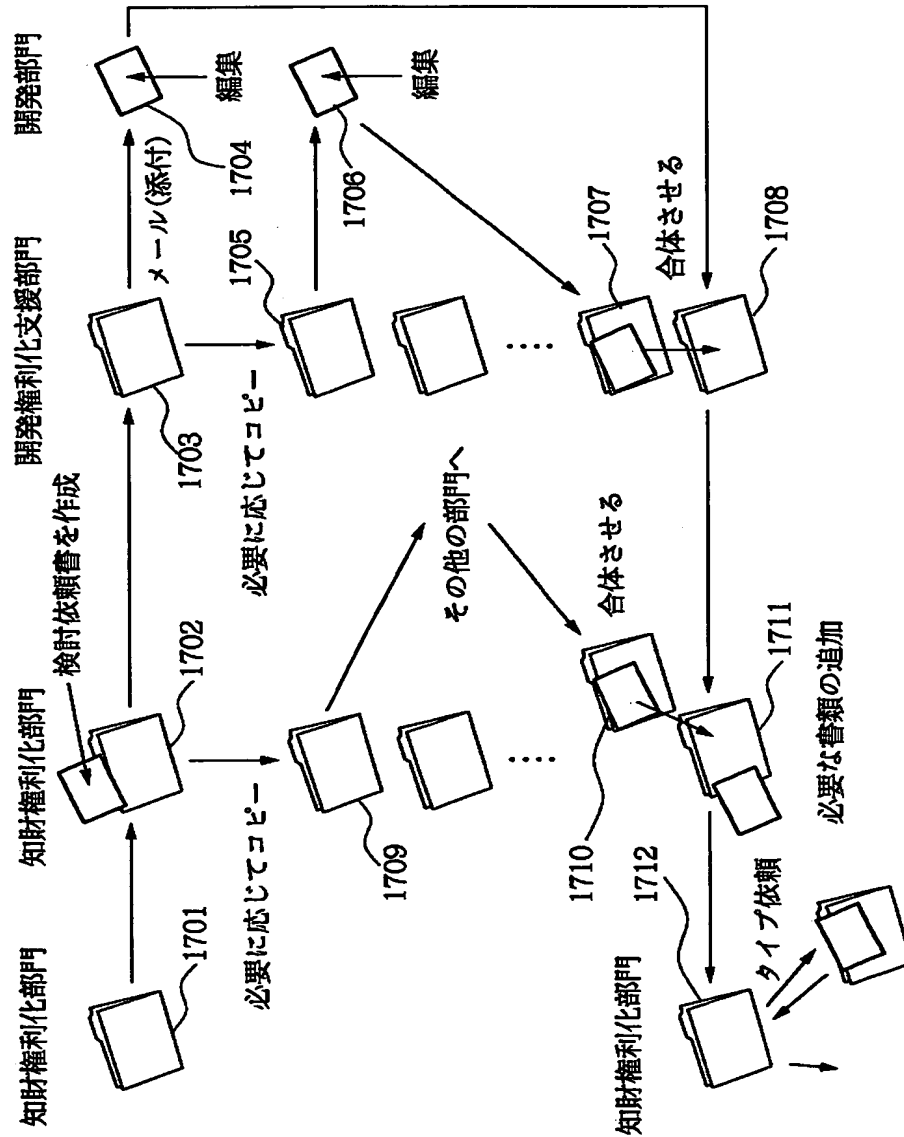 知財権利化部門
知財権利化部門
開発権利化支援部門
開発部門
検討依頼書を作成
1701
1702
1703
メール(添付)
1704
編集
必要に応じてコピー
必要に応じてコピー
1705
1706
編集
1709
その他の部門へ
1707
合体させる
合体させる
1708
1710
1711
知財権利化部門
1712
必要な書類の追加
タイプ依頼